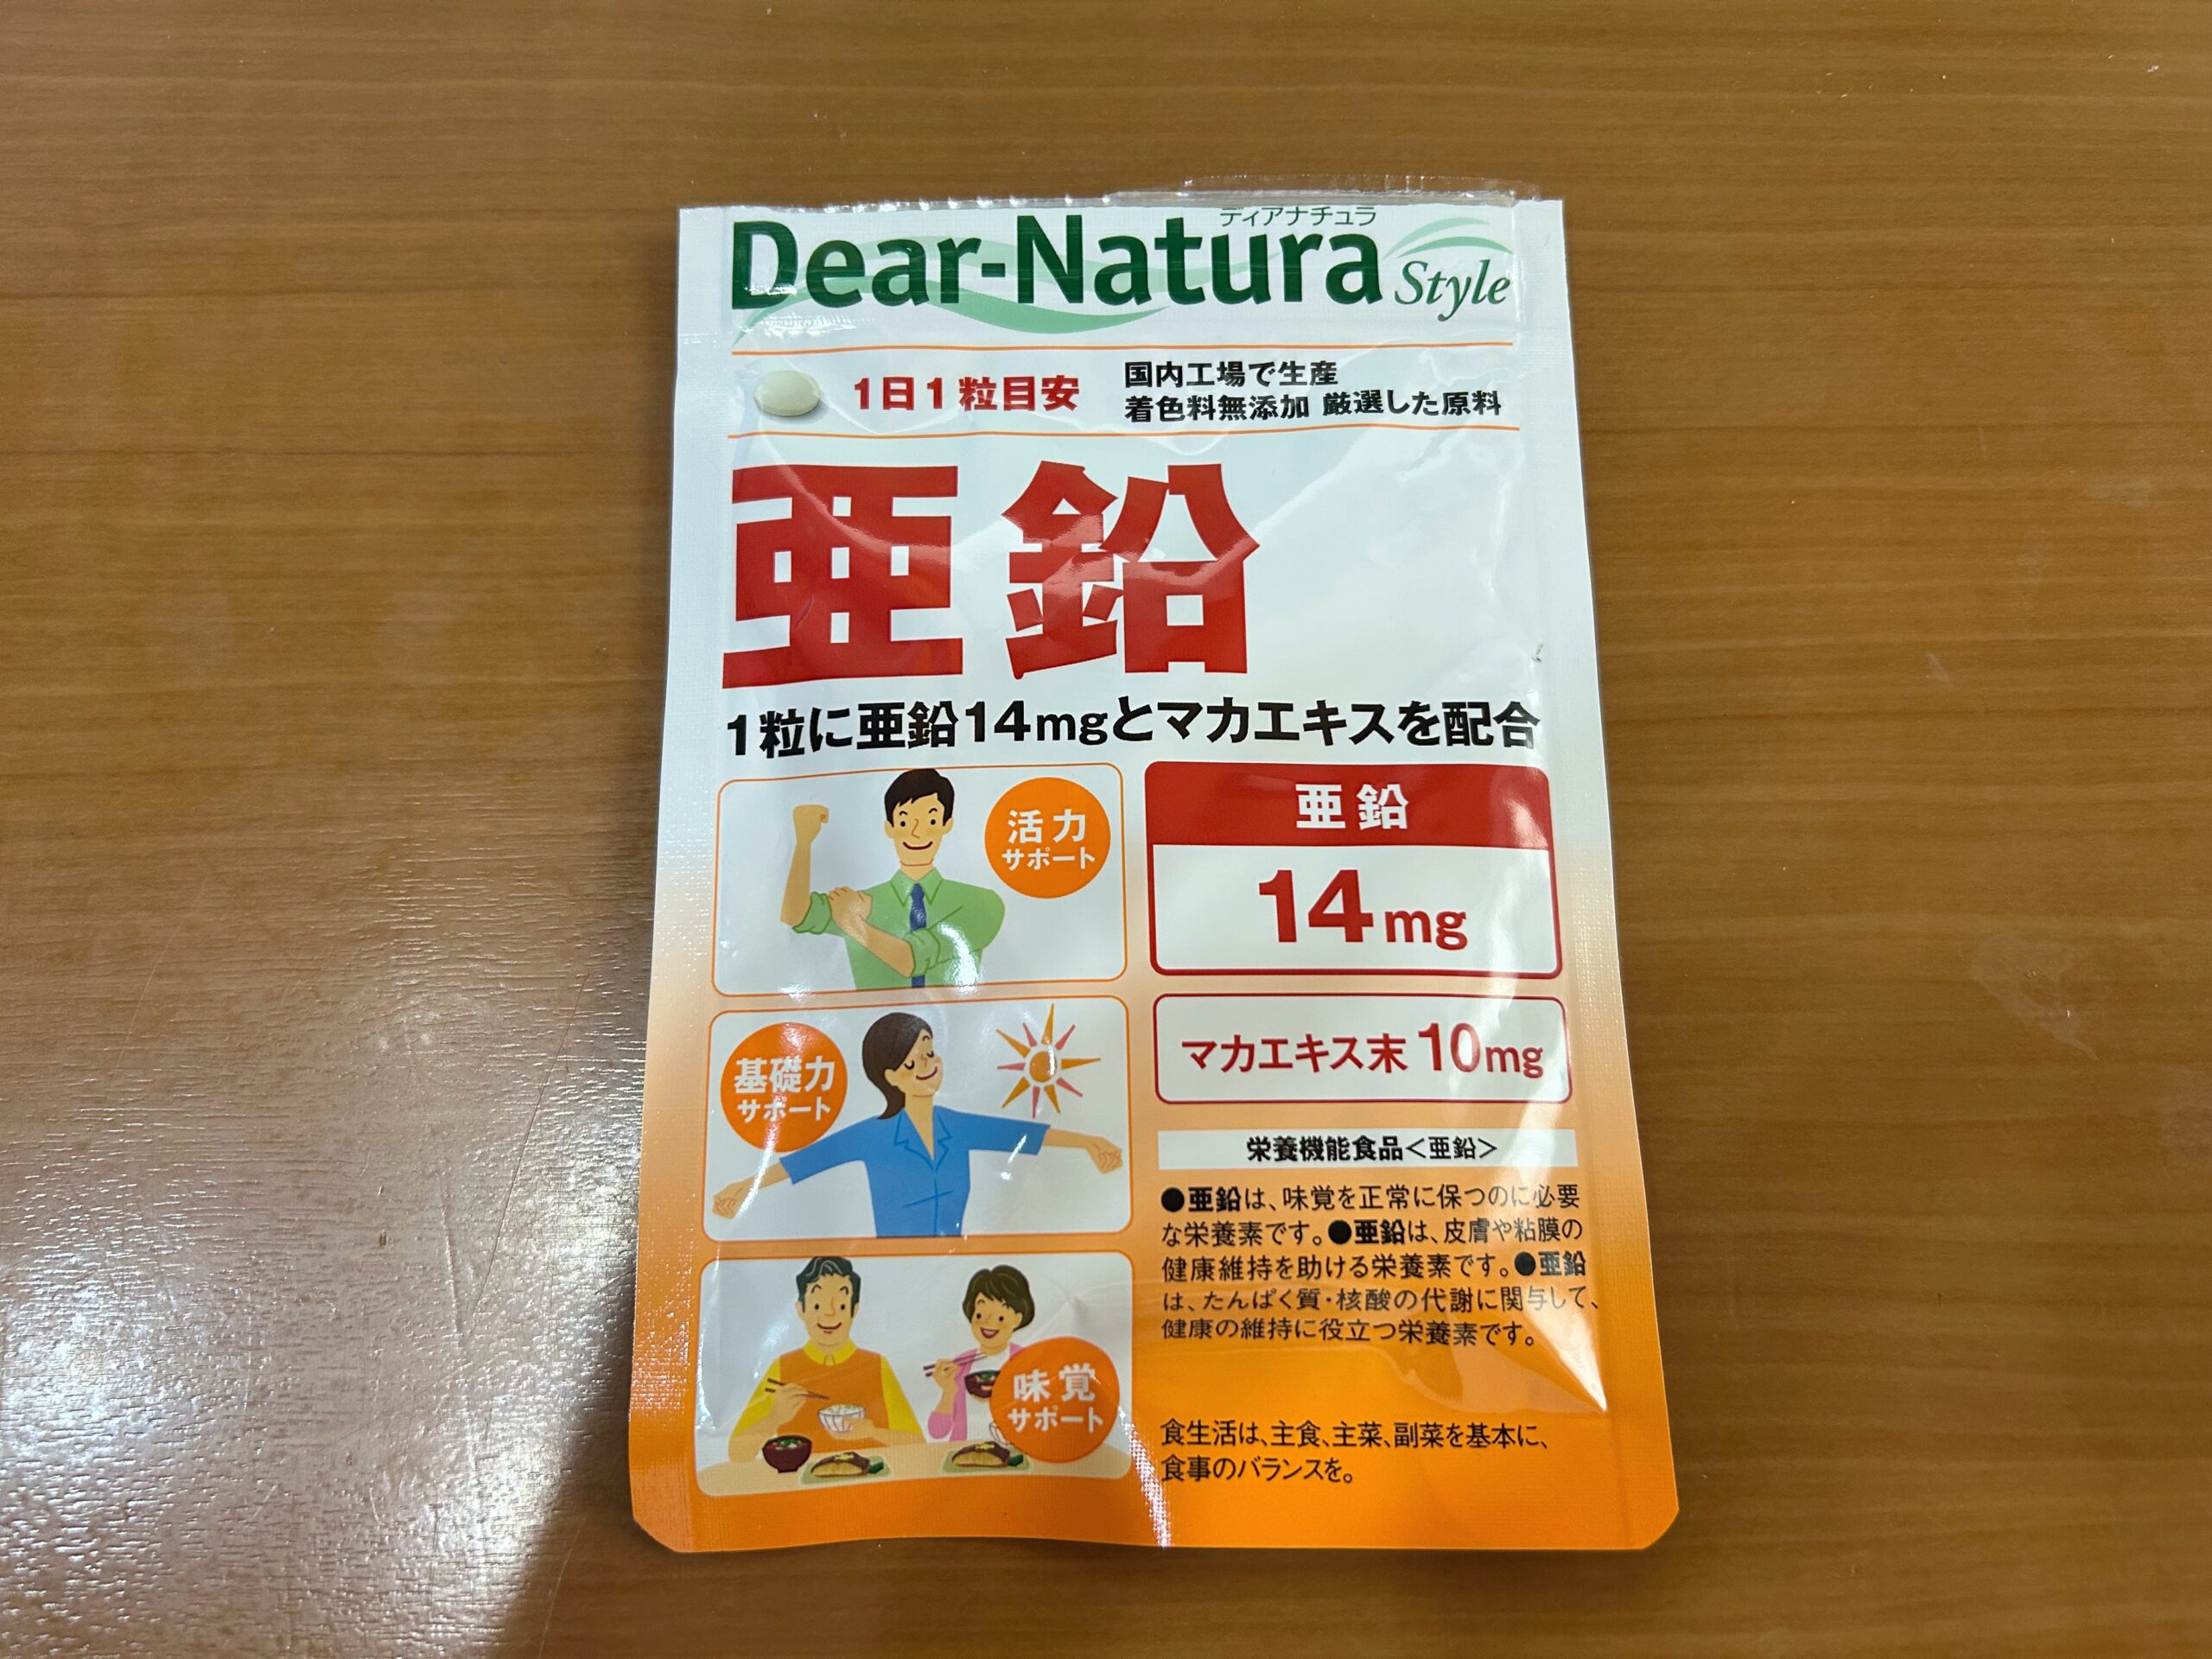 ディアナチュラ
Dear-Natura Style
1日1粒目安
国内工場で生産
着色料無添加 厳選した原料
亜鉛
1粒に亜鉛14mgとマカエキスを配合
活力
サポート
亜鉛
14mg
基礎力
サポート
マカエキス末10mg
栄養機能食品<亜鉛>
●亜鉛は、味覚を正常に保つのに必要
な栄養素です。●亜鉛は、皮膚や粘膜の
健康維持を助ける栄養素です。●亜鉛
は、たんぱく質・核酸の代謝に関与して、
健康の維持に役立つ栄養素です。
味覚
サポート
食生活は、主食、主菜、副菜を基本に、
食事のバランスを。